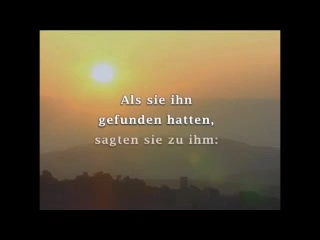 Als sie ihn
gefunden hatten,
sagten sie zu ihm: